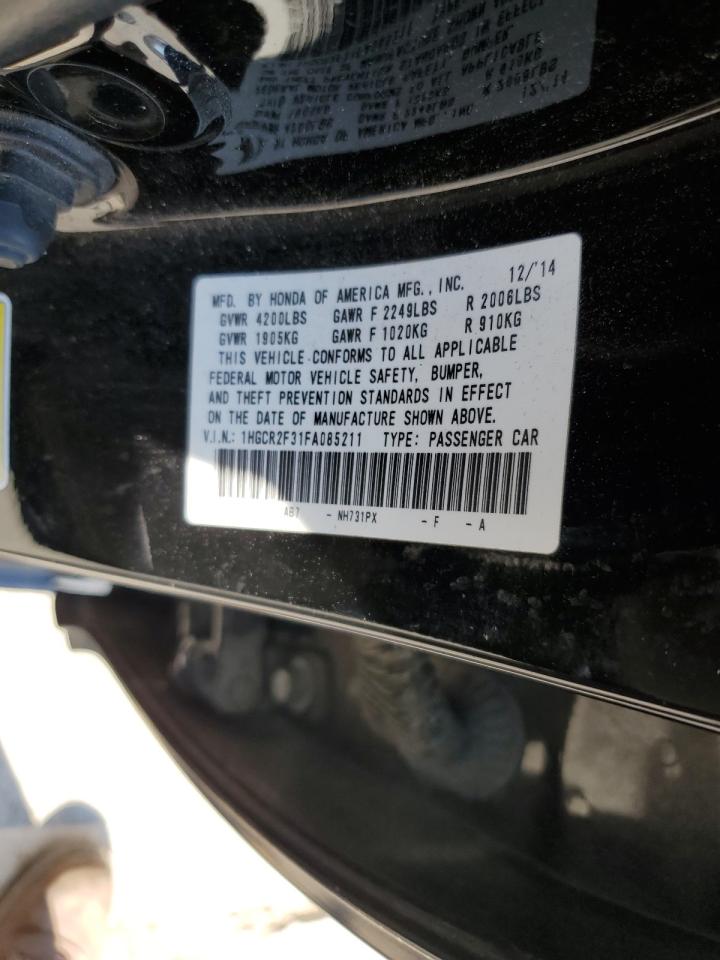 MFD. BY HONDA OF AMERICA MFG., INC. 12/'14
GVWR 4200LBS GAWR F 2249LBS R 2006LBS
GVWR 1905KG GAWR F 1020KG R 910KG
THIS VEHICLE CONFORMS TO ALL APPLICABLE
FEDERAL MOTOR VEHICLE SAFETY, BUMPER,
AND THEFT PREVENTION STANDARDS IN EFFECT
ON THE DATE OF MANUFACTURE SHOWN ABOVE.
V.I.N.: 1HGCR2F31FA085211 TYPE: PASSENGER CAR
AB7 - NH731PX - F - A